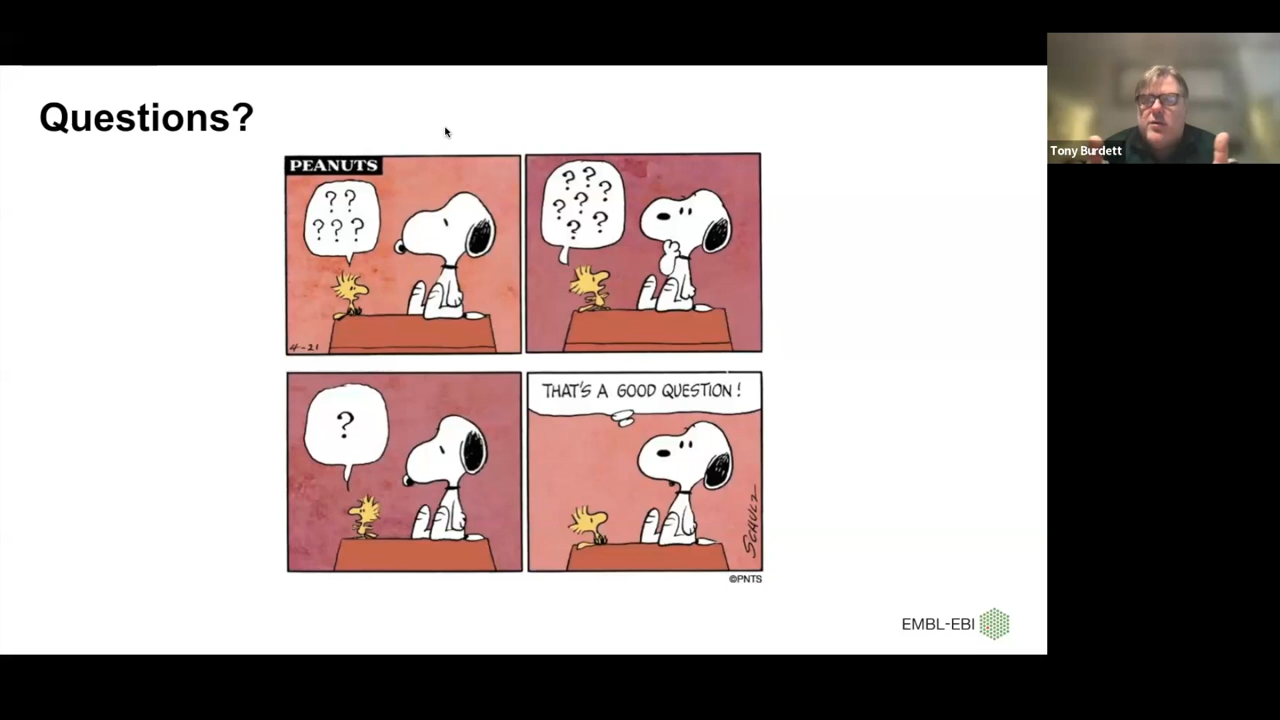 Questions?
PEANUTS
? ?
? ? ?
? ? ?
? ? ?
?
4-21
?
THAT'S A GOOD QUESTION!
SCHULZ
©PNTS
EMBL-EBI
Tony Burdett